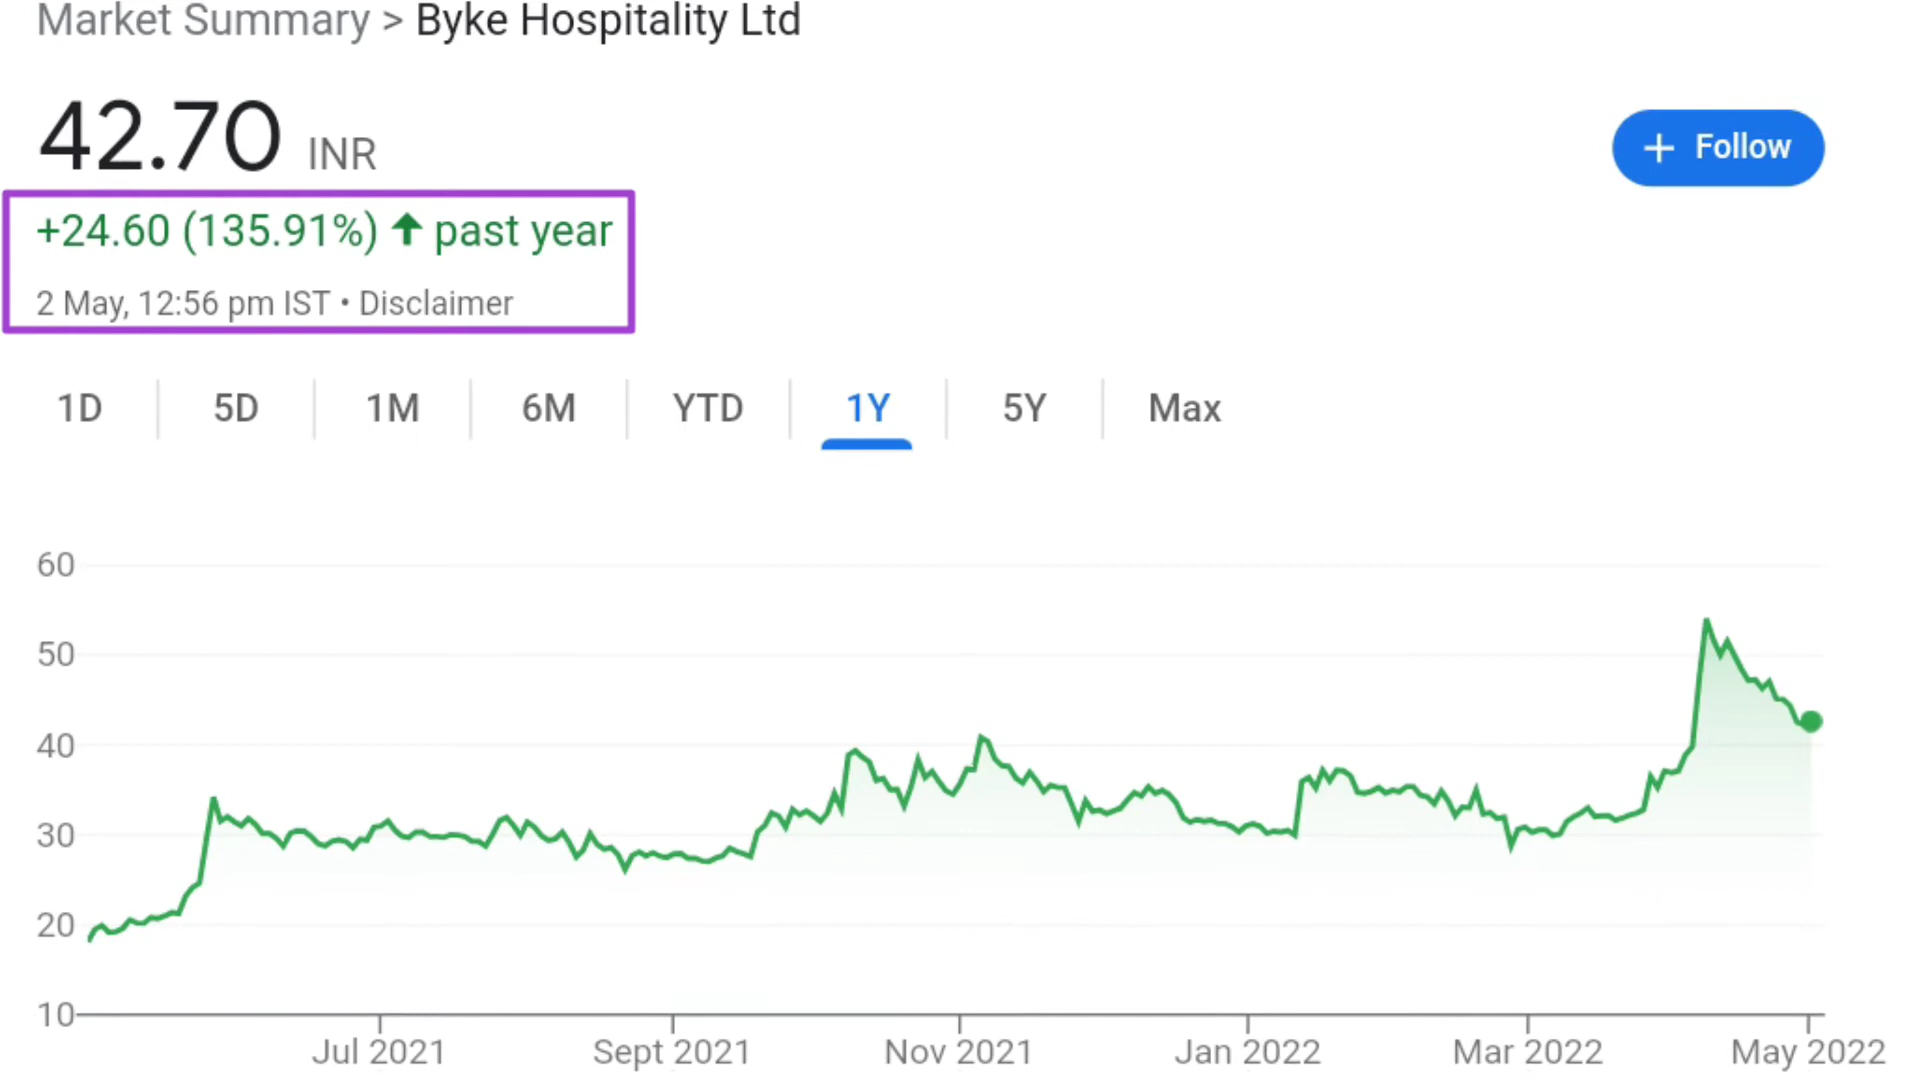 Market Summary > Byke Hospitality Ltd
42.70 INR
+ Follow
+24.60 (135.91%) ↑ past year
2 May, 12:56 pm IST • Disclaimer
1D 5D 1M 6M YTD 1Y 5Y Max
60
50
40
30
20
10
Jul 2021 Sept 2021 Nov 2021 Jan 2022 Mar 2022 May 2022